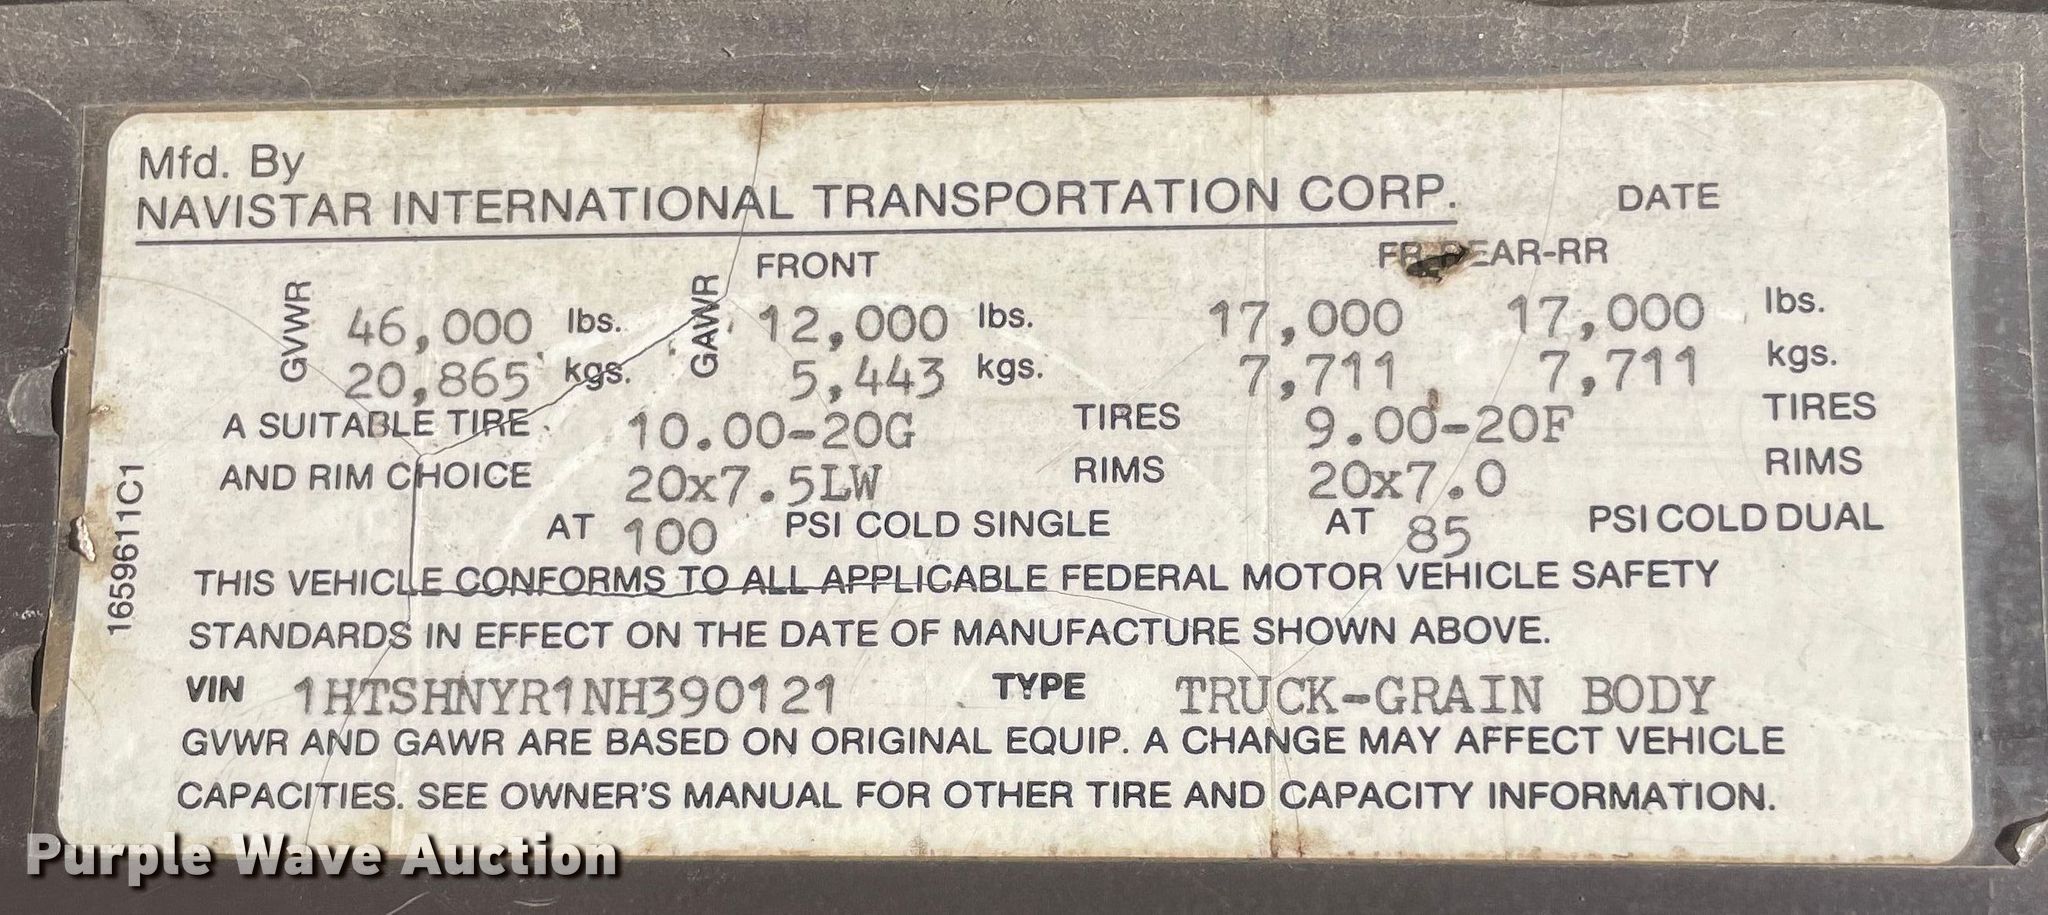 Mfd. By
NAVISTAR INTERNATIONAL TRANSPORTATION CORP. DATE
FRONT FR-REAR-RR
GVWR 46,000 lbs. GAWR 12,000 lbs. 17,000 17,000 lbs.
20,865 kgs. 5,443 kgs. 7,711 7,711 kgs.
A SUITABLE TIRE 10.00-20G TIRES 9.00-20F TIRES
AND RIM CHOICE 20x7.5LW RIMS 20x7.0 RIMS
AT 100 PSI COLD SINGLE AT 85 PSI COLD DUAL
THIS VEHICLE CONFORMS TO ALL APPLICABLE FEDERAL MOTOR VEHICLE SAFETY
STANDARDS IN EFFECT ON THE DATE OF MANUFACTURE SHOWN ABOVE.
VIN 1HTSHNYR1NH390121 TYPE TRUCK-GRAIN BODY
GVWR AND GAWR ARE BASED ON ORIGINAL EQUIP. A CHANGE MAY AFFECT VEHICLE
CAPACITIES. SEE OWNER'S MANUAL FOR OTHER TIRE AND CAPACITY INFORMATION.
1659611C1
Purple Wave Auction